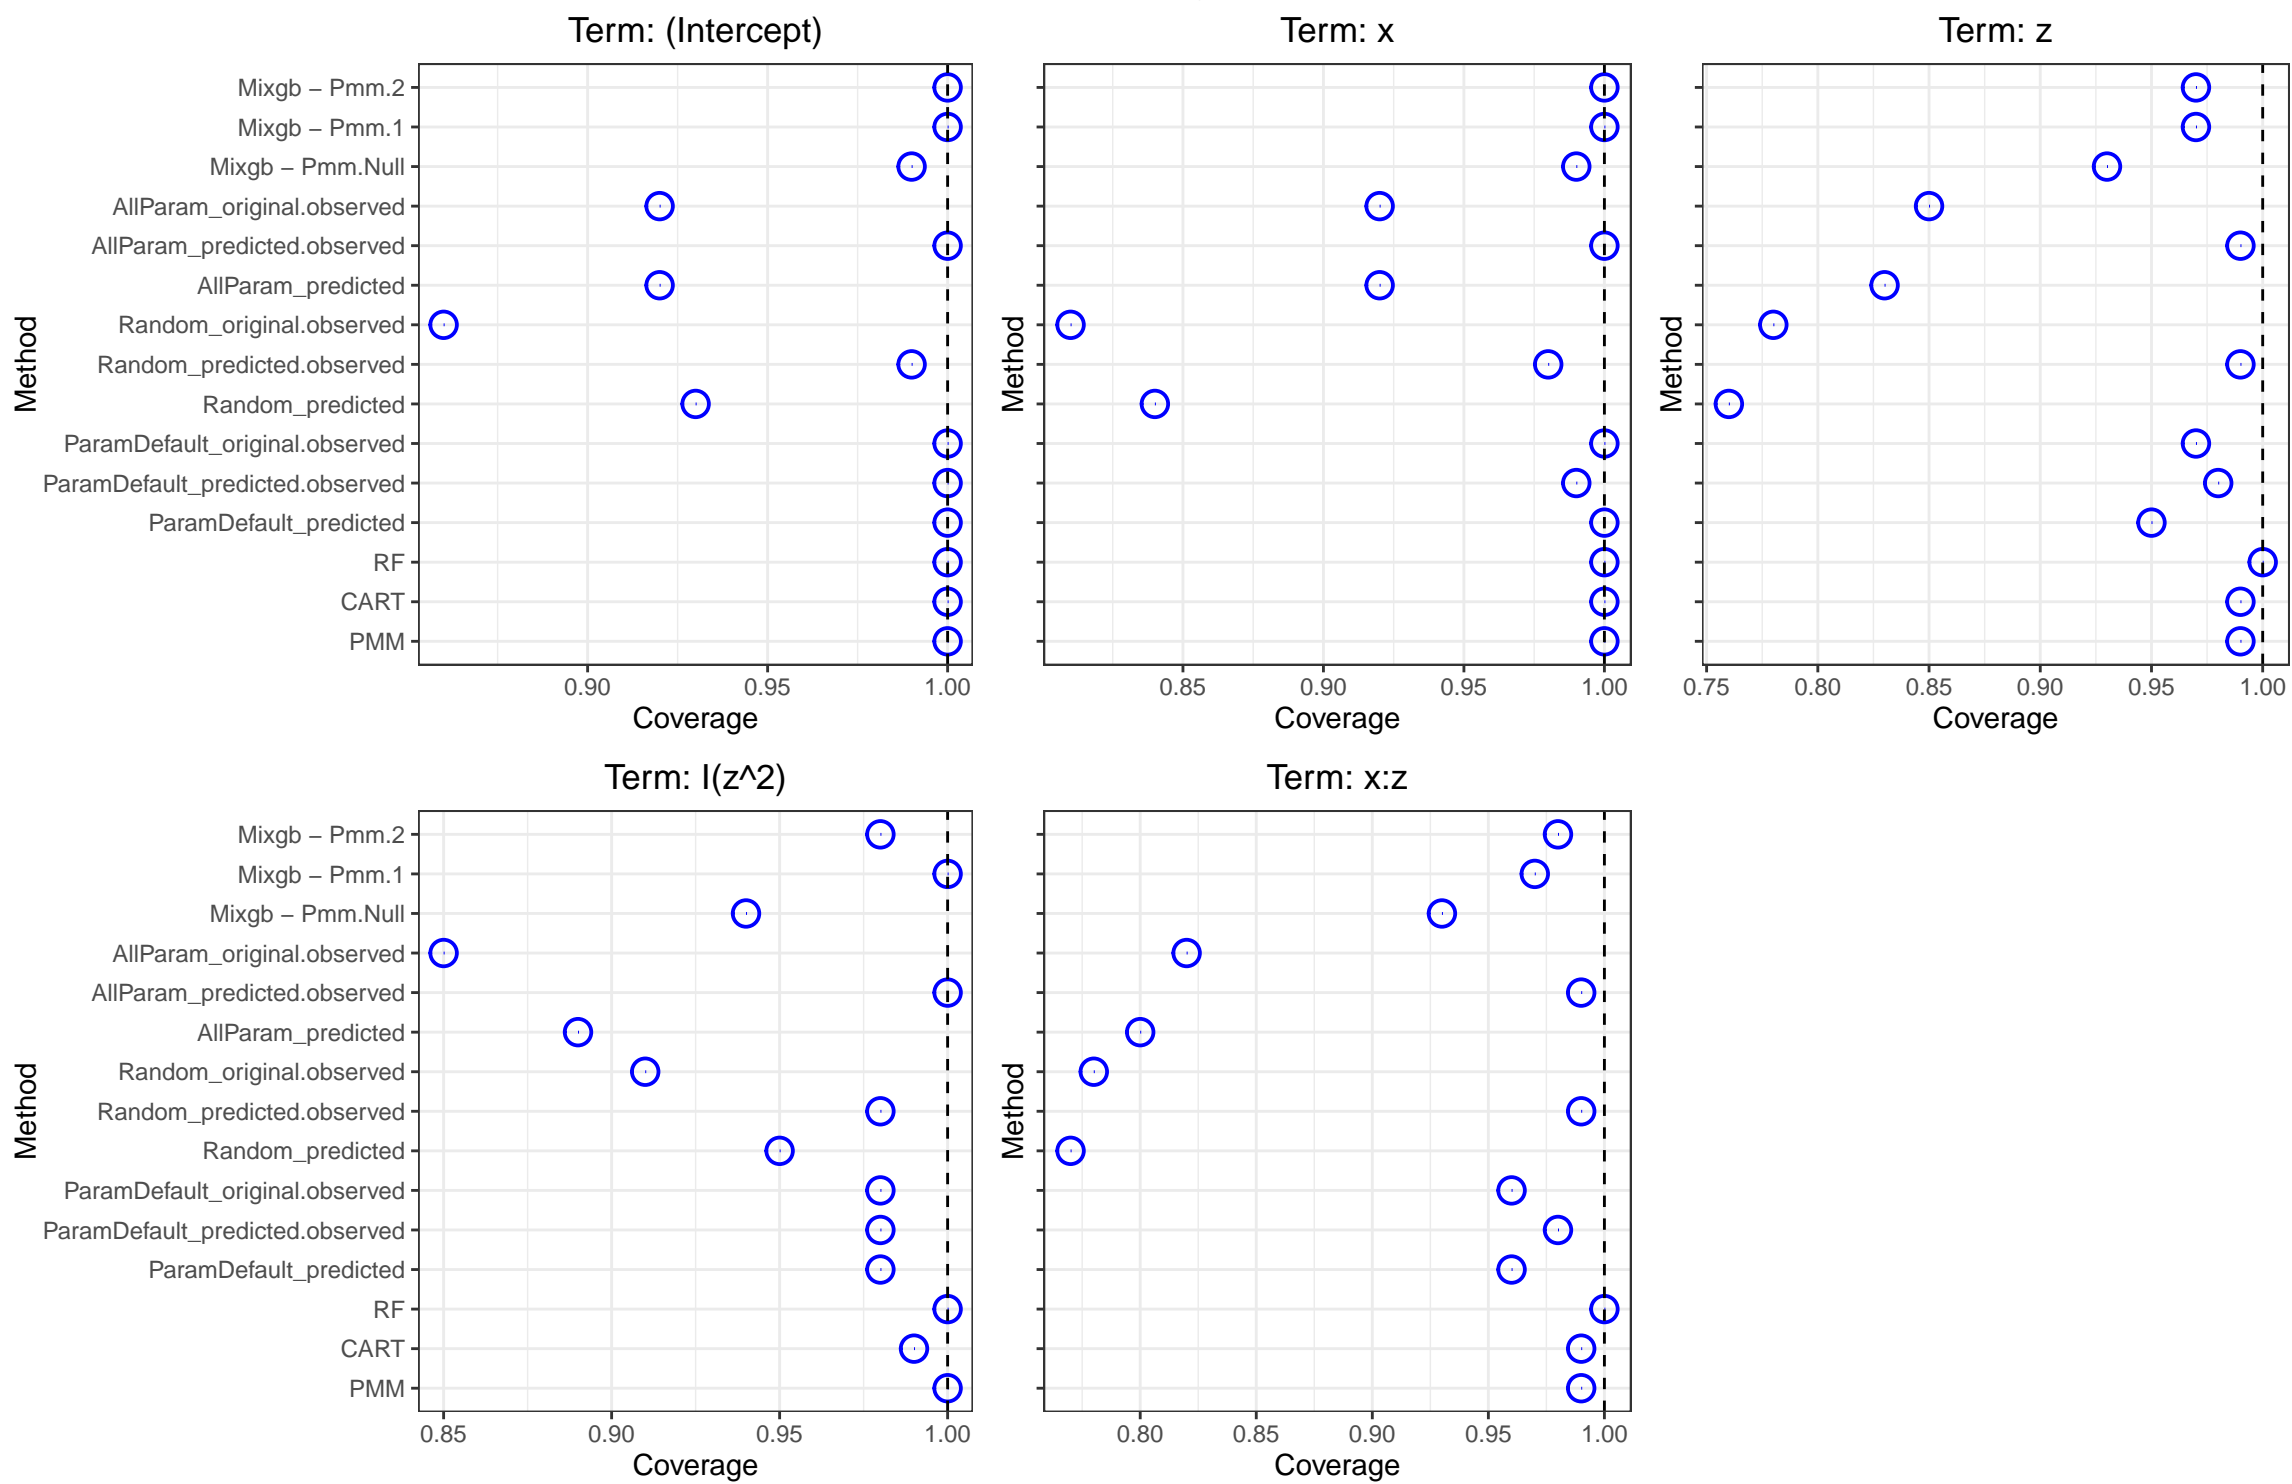 Term: (Intercept)
Term: x
Term: z
Method
Mixgb – Pmm.2
Mixgb – Pmm.1
Mixgb – Pmm.Null
AllParam_original.observed
AllParam_predicted.observed
AllParam_predicted
Random_original.observed
Random_predicted.observed
Random_predicted
ParamDefault_original.observed
ParamDefault_predicted.observed
ParamDefault_predicted
RF
CART
PMM
0.90 0.95 1.00
Coverage
Method
0.85 0.90 0.95 1.00
Coverage
Method
0.75 0.80 0.85 0.90 0.95 1.00
Coverage
Term: I(z^2)
Term: x:z
Method
Mixgb – Pmm.2
Mixgb – Pmm.1
Mixgb – Pmm.Null
AllParam_original.observed
AllParam_predicted.observed
AllParam_predicted
Random_original.observed
Random_predicted.observed
Random_predicted
ParamDefault_original.observed
ParamDefault_predicted.observed
ParamDefault_predicted
RF
CART
PMM
0.85 0.90 0.95 1.00
Coverage
Method
0.80 0.85 0.90 0.95 1.00
Coverage